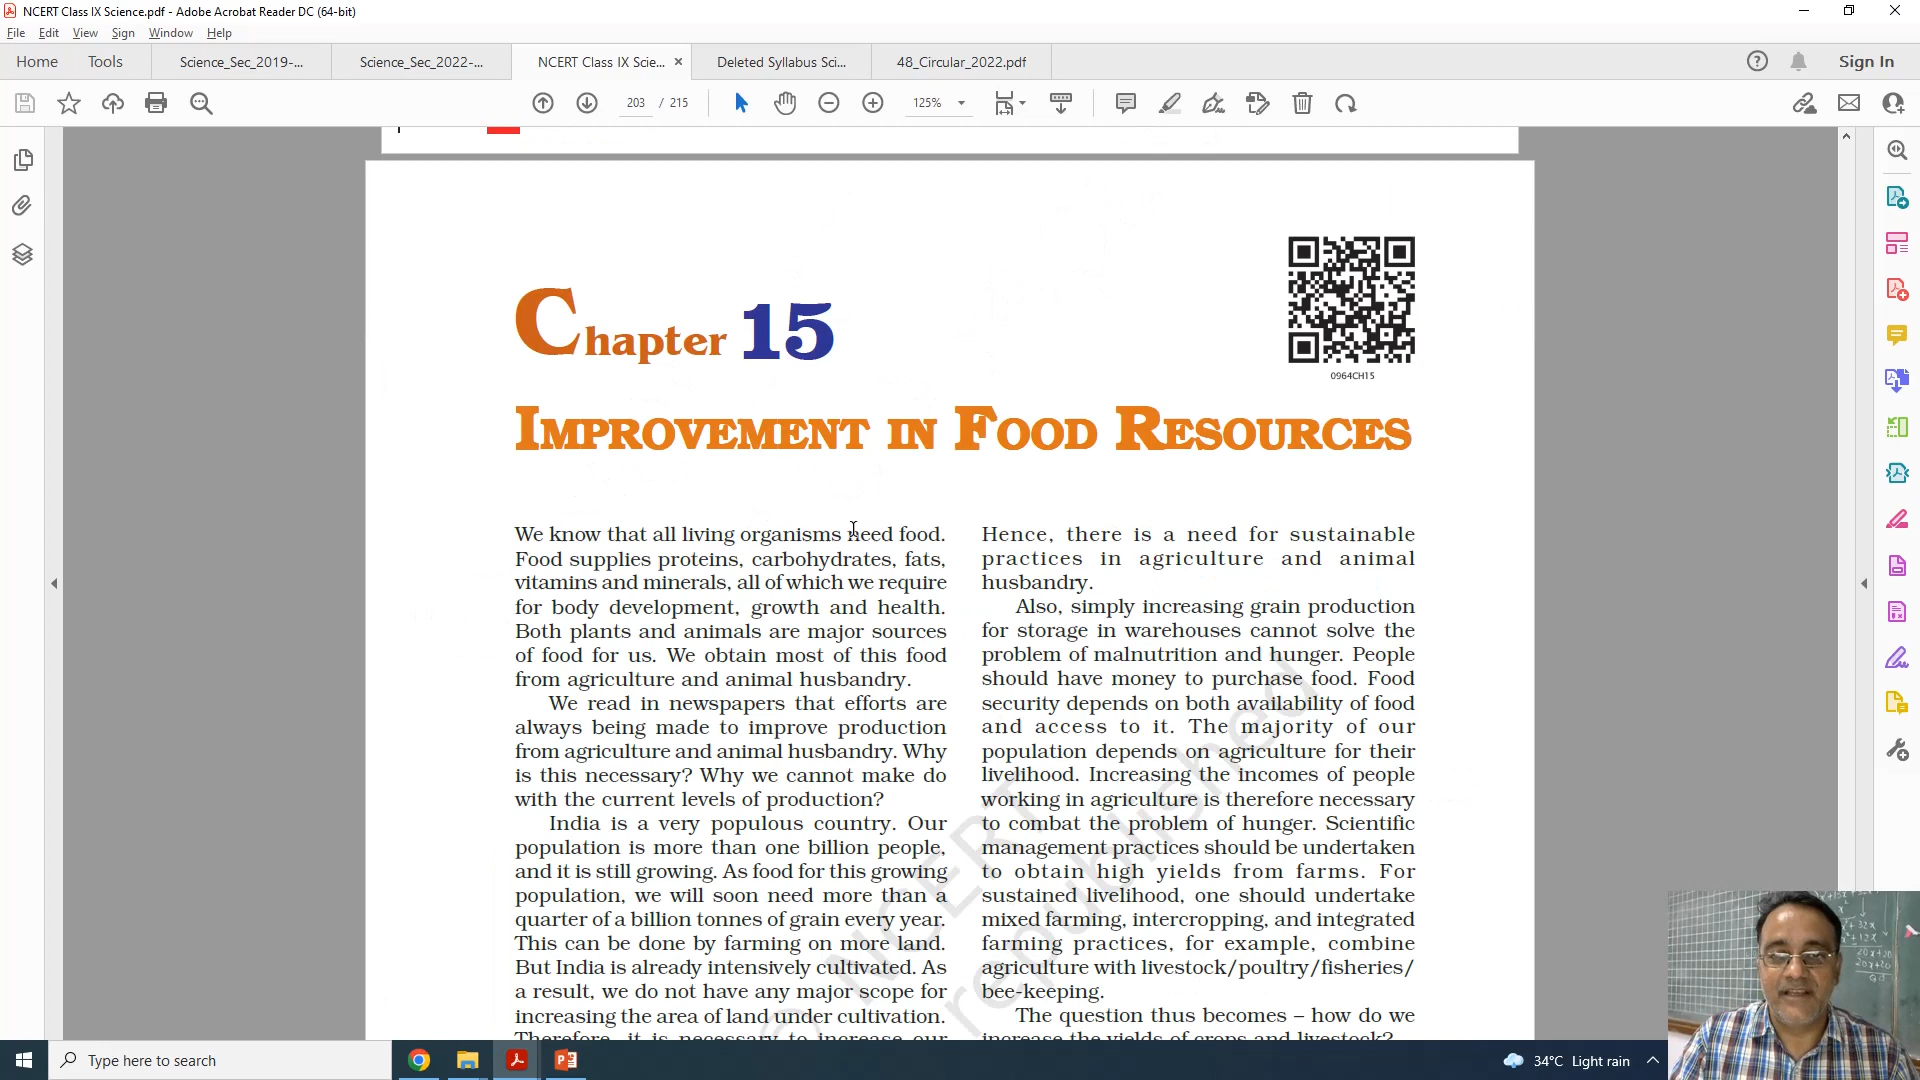 NCERT Class IX Science.pdf - Adobe Acrobat Reader DC (64-bit)
File Edit View Sign Window Help
Home Tools Science_Sec_2019-... Science_Sec_2022-... NCERT Class IX Scie... × Deleted Syllabus Sci... 48_Circular_2022.pdf Sign In
203 / 215 125%
Chapter 15
0964CH15
IMPROVEMENT IN FOOD RESOURCES
We know that all living organisms need food.
Food supplies proteins, carbohydrates, fats,
vitamins and minerals, all of which we require
for body development, growth and health.
Both plants and animals are major sources
of food for us. We obtain most of this food
from agriculture and animal husbandry.
We read in newspapers that efforts are
always being made to improve production
from agriculture and animal husbandry. Why
is this necessary? Why we cannot make do
with the current levels of production?
India is a very populous country. Our
population is more than one billion people,
and it is still growing. As food for this growing
population, we will soon need more than a
quarter of a billion tonnes of grain every year.
This can be done by farming on more land.
But India is already intensively cultivated. As
a result, we do not have any major scope for
increasing the area of land under cultivation.
Therefore, it is necessary to increase our
Hence, there is a need for sustainable
practices in agriculture and animal
husbandry.
Also, simply increasing grain production
for storage in warehouses cannot solve the
problem of malnutrition and hunger. People
should have money to purchase food. Food
security depends on both availability of food
and access to it. The majority of our
population depends on agriculture for their
livelihood. Increasing the incomes of people
working in agriculture is therefore necessary
to combat the problem of hunger. Scientific
management practices should be undertaken
to obtain high yields from farms. For
sustained livelihood, one should undertake
mixed farming, intercropping, and integrated
farming practices, for example, combine
agriculture with livestock/poultry/fisheries/
bee-keeping.
The question thus becomes – how do we
increase the yields of crops and livestock?
© NCERT
republished
Type here to search
34°C Light rain